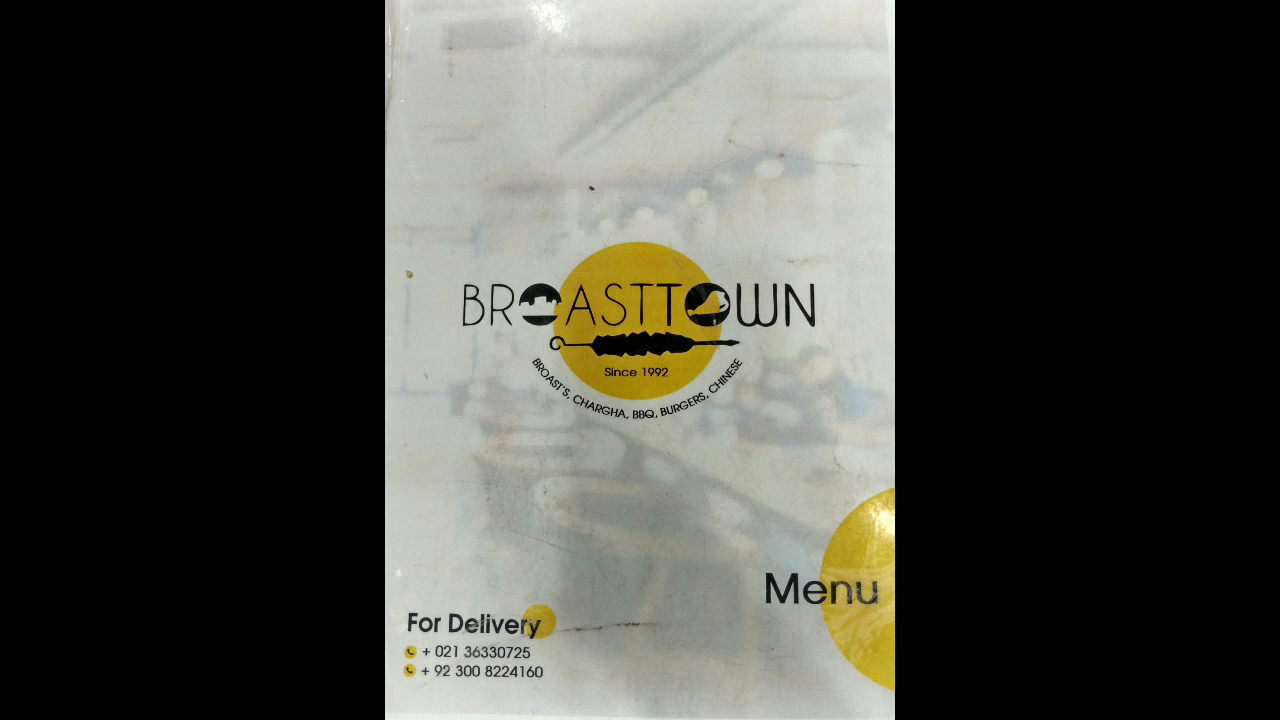 BROASTTOWN
Since 1992
BROAST'S, CHARGHA, BBQ, BURGERS, CHINESE
Menu
For Delivery
+ 021 36330725
+ 92 300 8224160